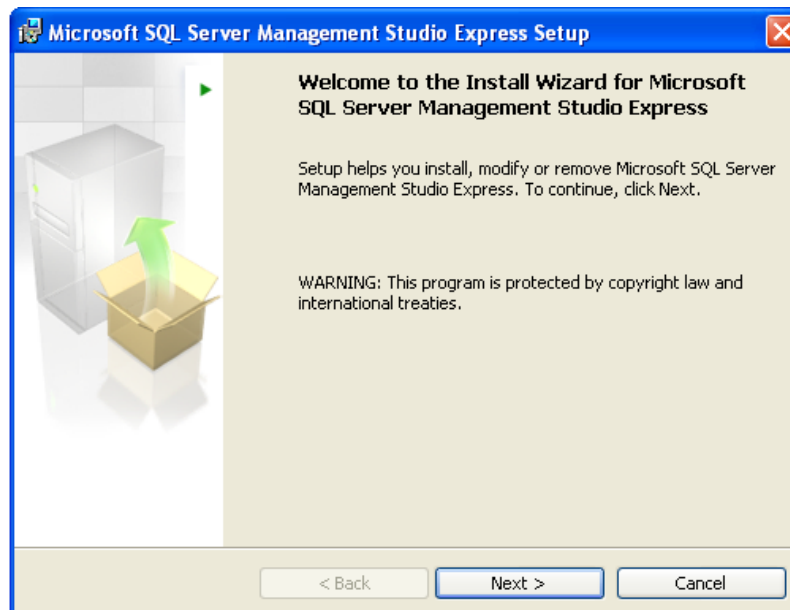 Microsoft SQL Server Management Studio Express Setup
Welcome to the Install Wizard for Microsoft
SQL Server Management Studio Express
Setup helps you install, modify or remove Microsoft SQL Server
Management Studio Express. To continue, click Next.
WARNING: This program is protected by copyright law and
international treaties.
< Back
Next >
Cancel